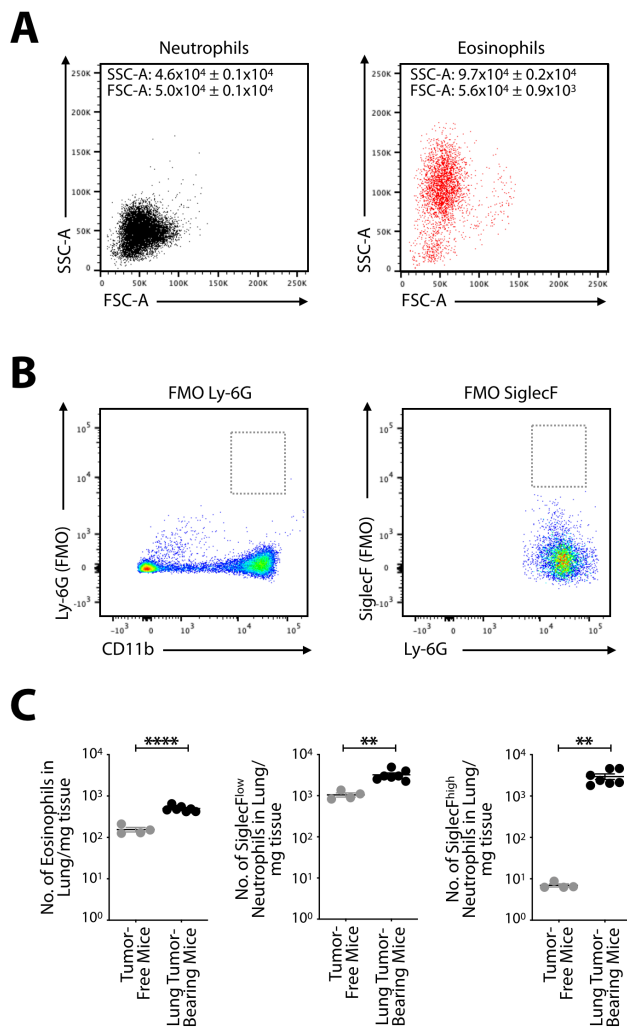 A
Neutrophils
SSC-A: 4.6x10⁴ ± 0.1x10⁴
FSC-A: 5.0x10⁴ ± 0.1x10⁴
250K
200K
150K
100K
50K
0
SSC-A
0 50K 100K 150K 200K 250K
FSC-A
Eosinophils
SSC-A: 9.7x10⁴ ± 0.2x10⁴
FSC-A: 5.6x10⁴ ± 0.9x10³
250K
200K
150K
100K
50K
0
SSC-A
0 50K 100K 150K 200K 250K
FSC-A
B
FMO Ly-6G
10⁵
10⁴
10³
0
-10³
Ly-6G (FMO)
-10³ 0 10³ 10⁴ 10⁵
CD11b
FMO SiglecF
10⁵
10⁴
10³
0
-10³
SiglecF (FMO)
-10³ 0 10³ 10⁴ 10⁵
Ly-6G
C
No. of Eosinophils in
Lung/mg tissue
10⁴
10³
10²
10¹
10⁰
****
Tumor-
Free Mice
Lung Tumor-
Bearing Mice
No. of SiglecFlow
Neutrophils in Lung/
mg tissue
10⁴
10³
10²
10¹
10⁰
**
Tumor-
Free Mice
Lung Tumor-
Bearing Mice
No. of SiglecFhigh
Neutrophils in Lung/
mg tissue
10⁴
10³
10²
10¹
10⁰
**
Tumor-
Free Mice
Lung Tumor-
Bearing Mice